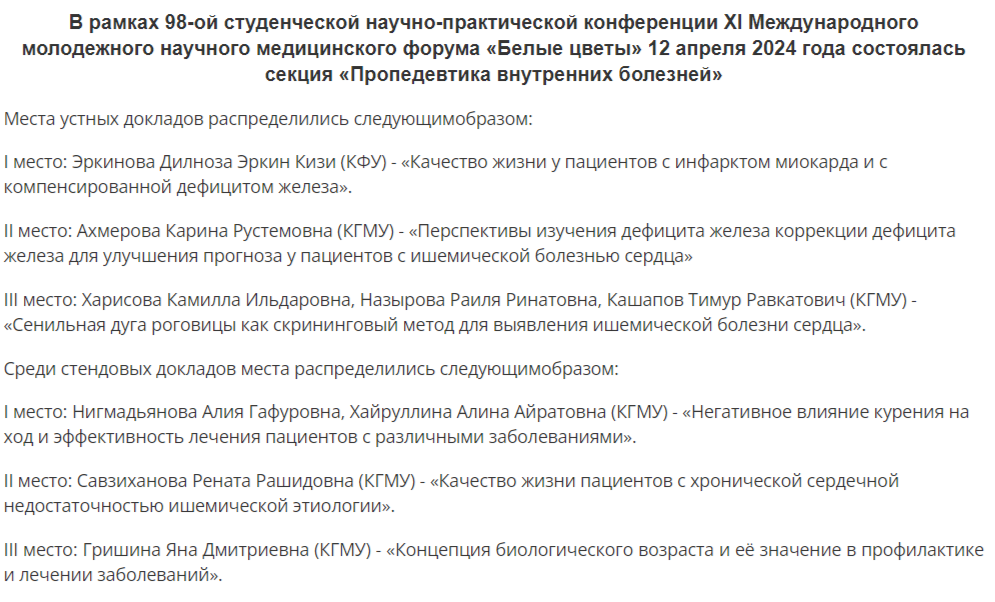 В рамках 98-ой студенческой научно-практической конференции XI Международного
молодежного научного медицинского форума «Белые цветы» 12 апреля 2024 года состоялась
секция «Пропедевтика внутренних болезней»
Места устных докладов распределились следующимобразом:
I место: Эркинова Дилноза Эркин Кизи (КФУ) - «Качество жизни у пациентов с инфарктом миокарда и с
компенсированной дефицитом железа».
II место: Ахмерова Карина Рустемовна (КГМУ) - «Перспективы изучения дефицита железа коррекции дефицита
железа для улучшения прогноза у пациентов с ишемической болезнью сердца»
III место: Харисова Камилла Ильдаровна, Назырова Раиля Ринатовна, Кашапов Тимур Равкатович (КГМУ) -
«Сенильная дуга роговицы как скрининговый метод для выявления ишемической болезни сердца».
Среди стендовых докладов места распределились следующимобразом:
I место: Нигмадьянова Алия Гафуровна, Хайруллина Алина Айратовна (КГМУ) - «Негативное влияние курения на
ход и эффективность лечения пациентов с различными заболеваниями».
II место: Савзиханова Рената Рашидовна (КГМУ) - «Качество жизни пациентов с хронической сердечной
недостаточностью ишемической этиологии».
III место: Гришина Яна Дмитриевна (КГМУ) - «Концепция биологического возраста и её значение в профилактике
и лечении заболеваний».